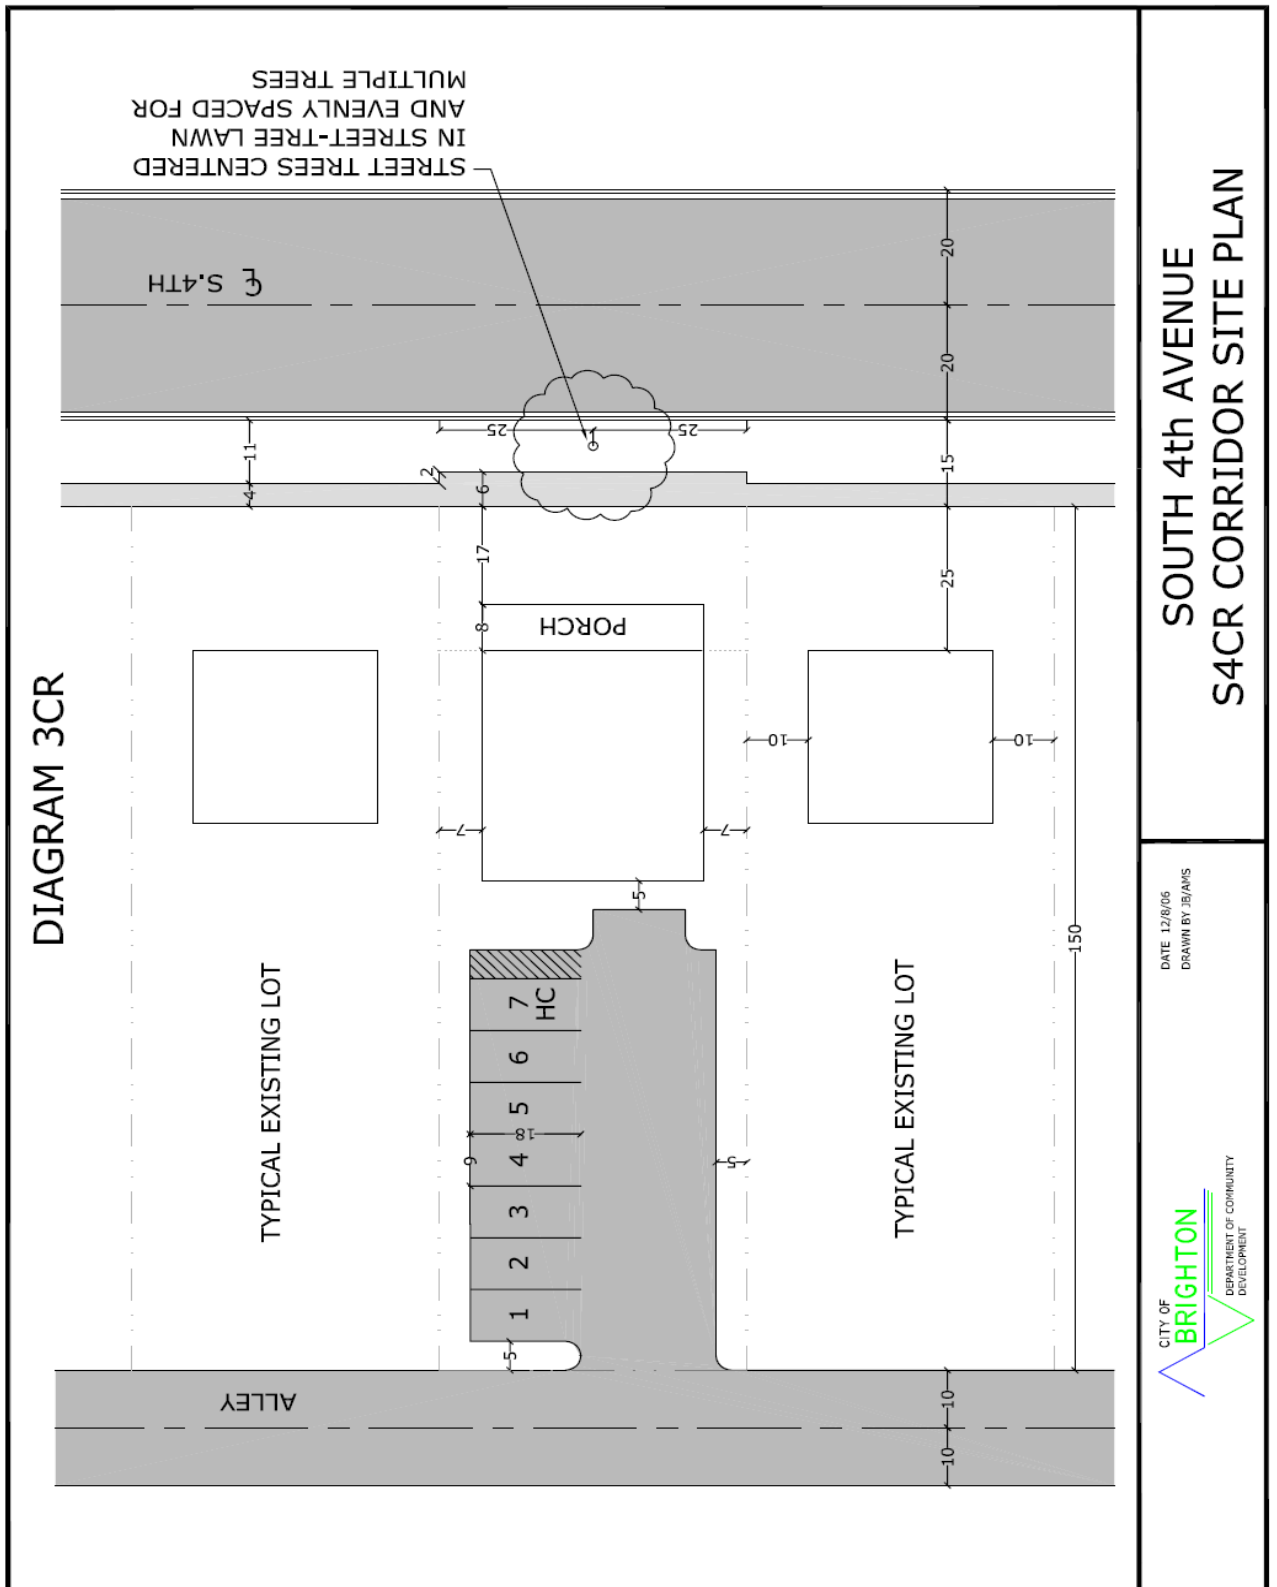 DIAGRAM 3CR
STREET TREES CENTERED
IN STREET-TREE LAWN
AND EVENLY SPACED FOR
MULTIPLE TREES
℄ S.4TH
20
20
25
25
11
4
2
6
15
17
8
PORCH
25
10
10
7
7
5
TYPICAL EXISTING LOT
TYPICAL EXISTING LOT
7
HC
6
5
4
3
2
1
18
9
5
5
150
ALLEY
10
10
SOUTH 4th AVENUE
S4CR CORRIDOR SITE PLAN
DATE 12/8/06
DRAWN BY JB/AMS
CITY OF
BRIGHTON
DEPARTMENT OF COMMUNITY
DEVELOPMENT